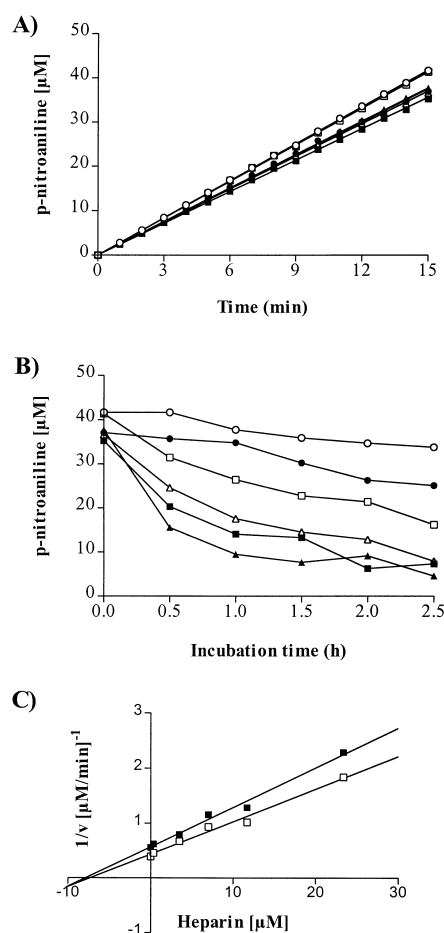 A)
p-nitroaniline [µM]
50
40
30
20
10
0
0 3 6 9 12 15
Time (min)
B)
p-nitroaniline [µM]
50
40
30
20
10
0
0.0 0.5 1.0 1.5 2.0 2.5
Incubation time (h)
C)
1/v [µM/min]-1
3
2
1
-10 0 10 20 30
-1
Heparin [µM]